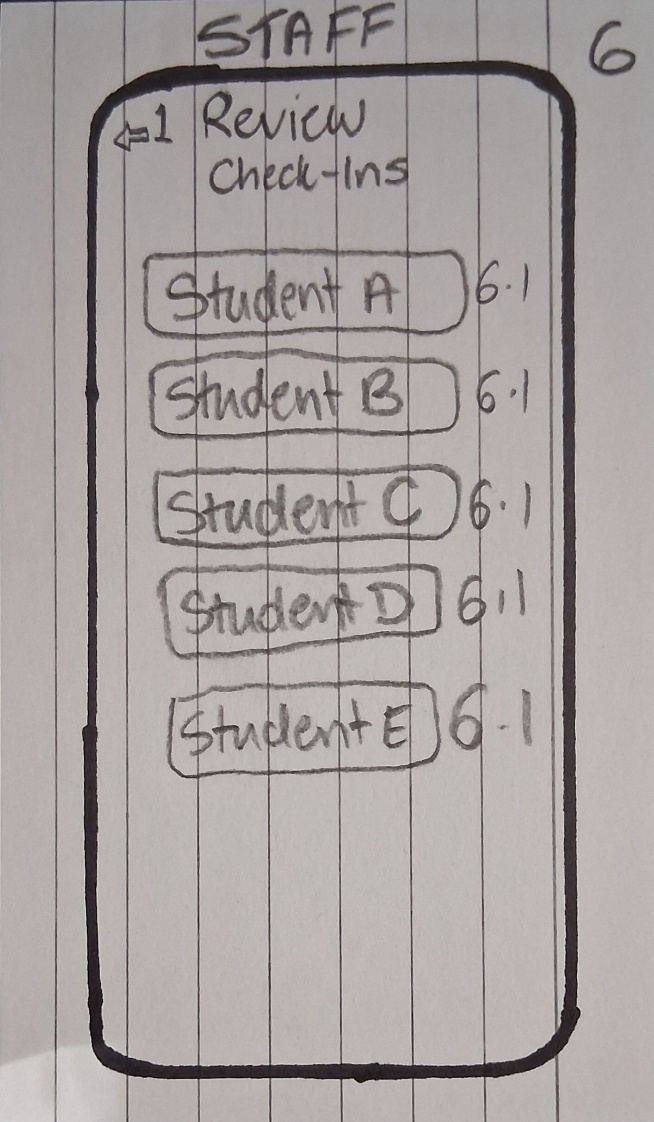 STAFF 6
⇐1 Review
Check-Ins
Student A 6.1
Student B 6.1
Student C 6.1
Student D 6.1
Student E 6.1